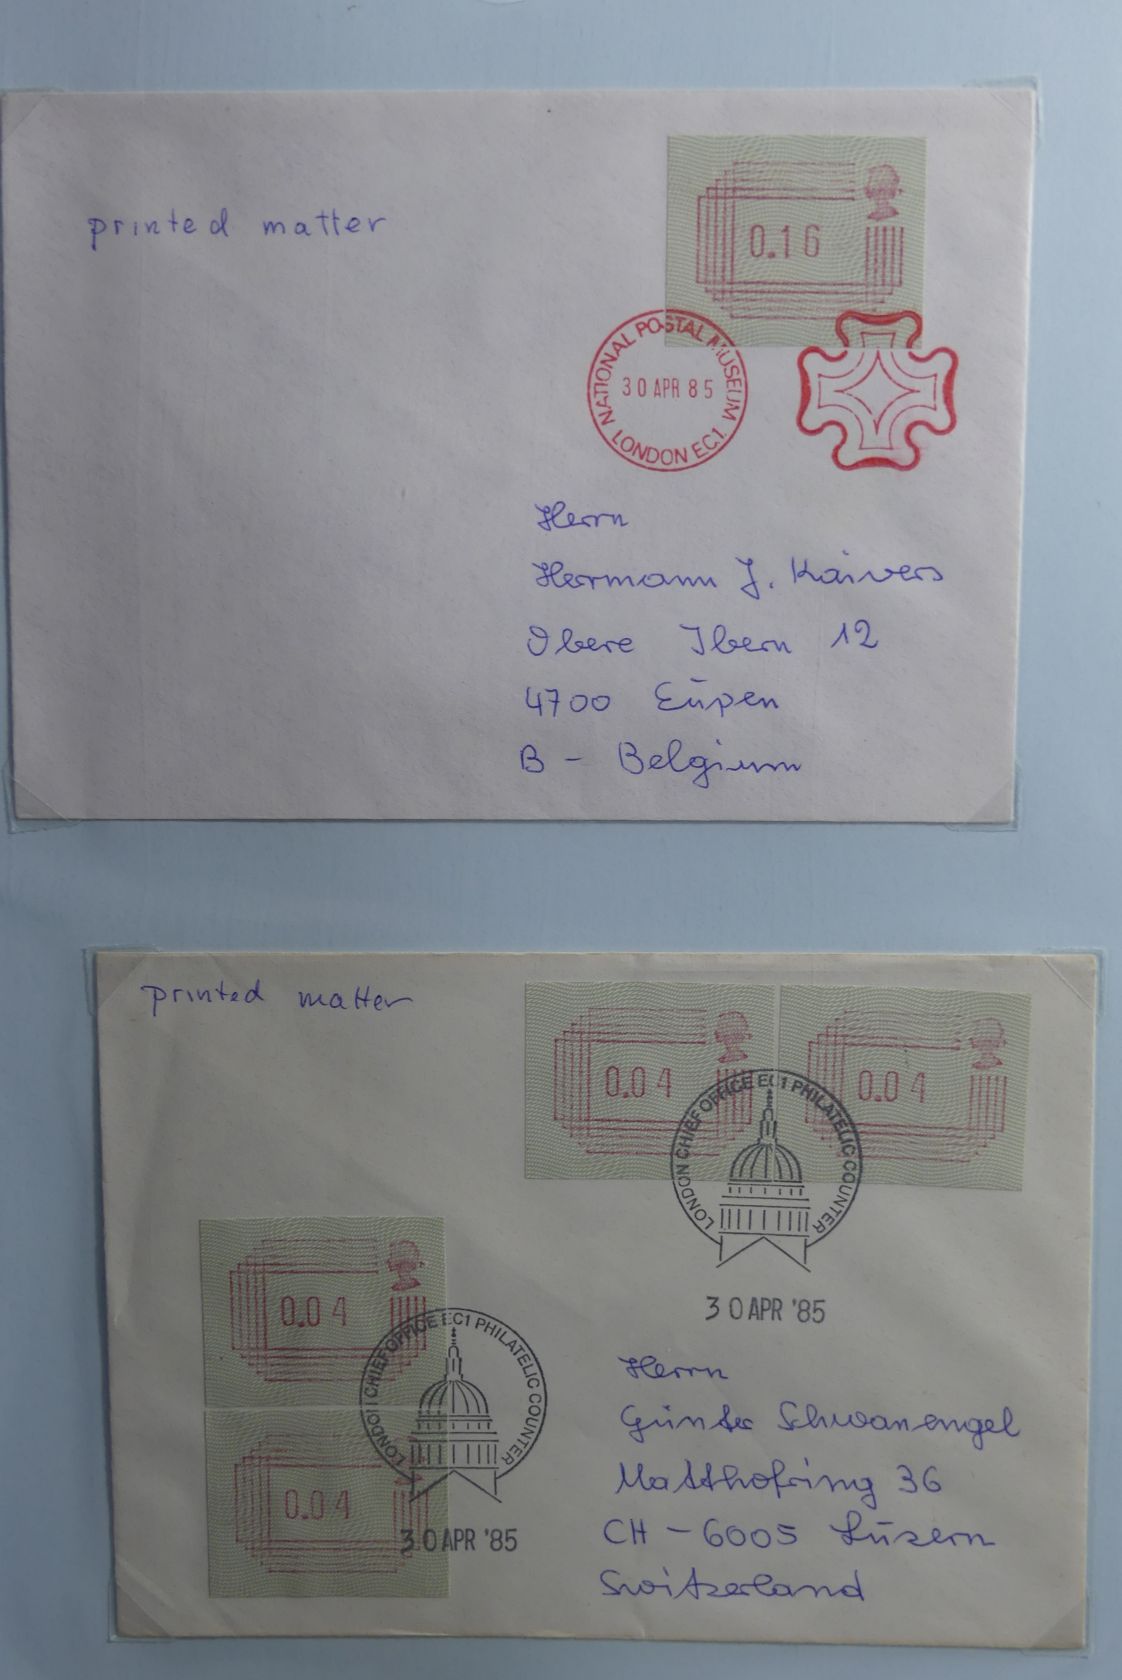 printed matter
0.16
NATIONAL POSTAL MUSEUM
30 APR 85
LONDON EC1.
Herrn
Hermann J. Kaivers
Obere Ibern 12
4700 Eupen
B - Belgium
printed matter
0.04
0.04
LONDON CHIEF OFFICE EC1 PHILATELIC COUNTER
30 APR '85
0.04
LONDON CHIEF OFFICE EC1 PHILATELIC COUNTER
0.04
30 APR '85
Herrn
Günter Schwanengel
Matthofring 36
CH - 6005 Luzern
Switzerland